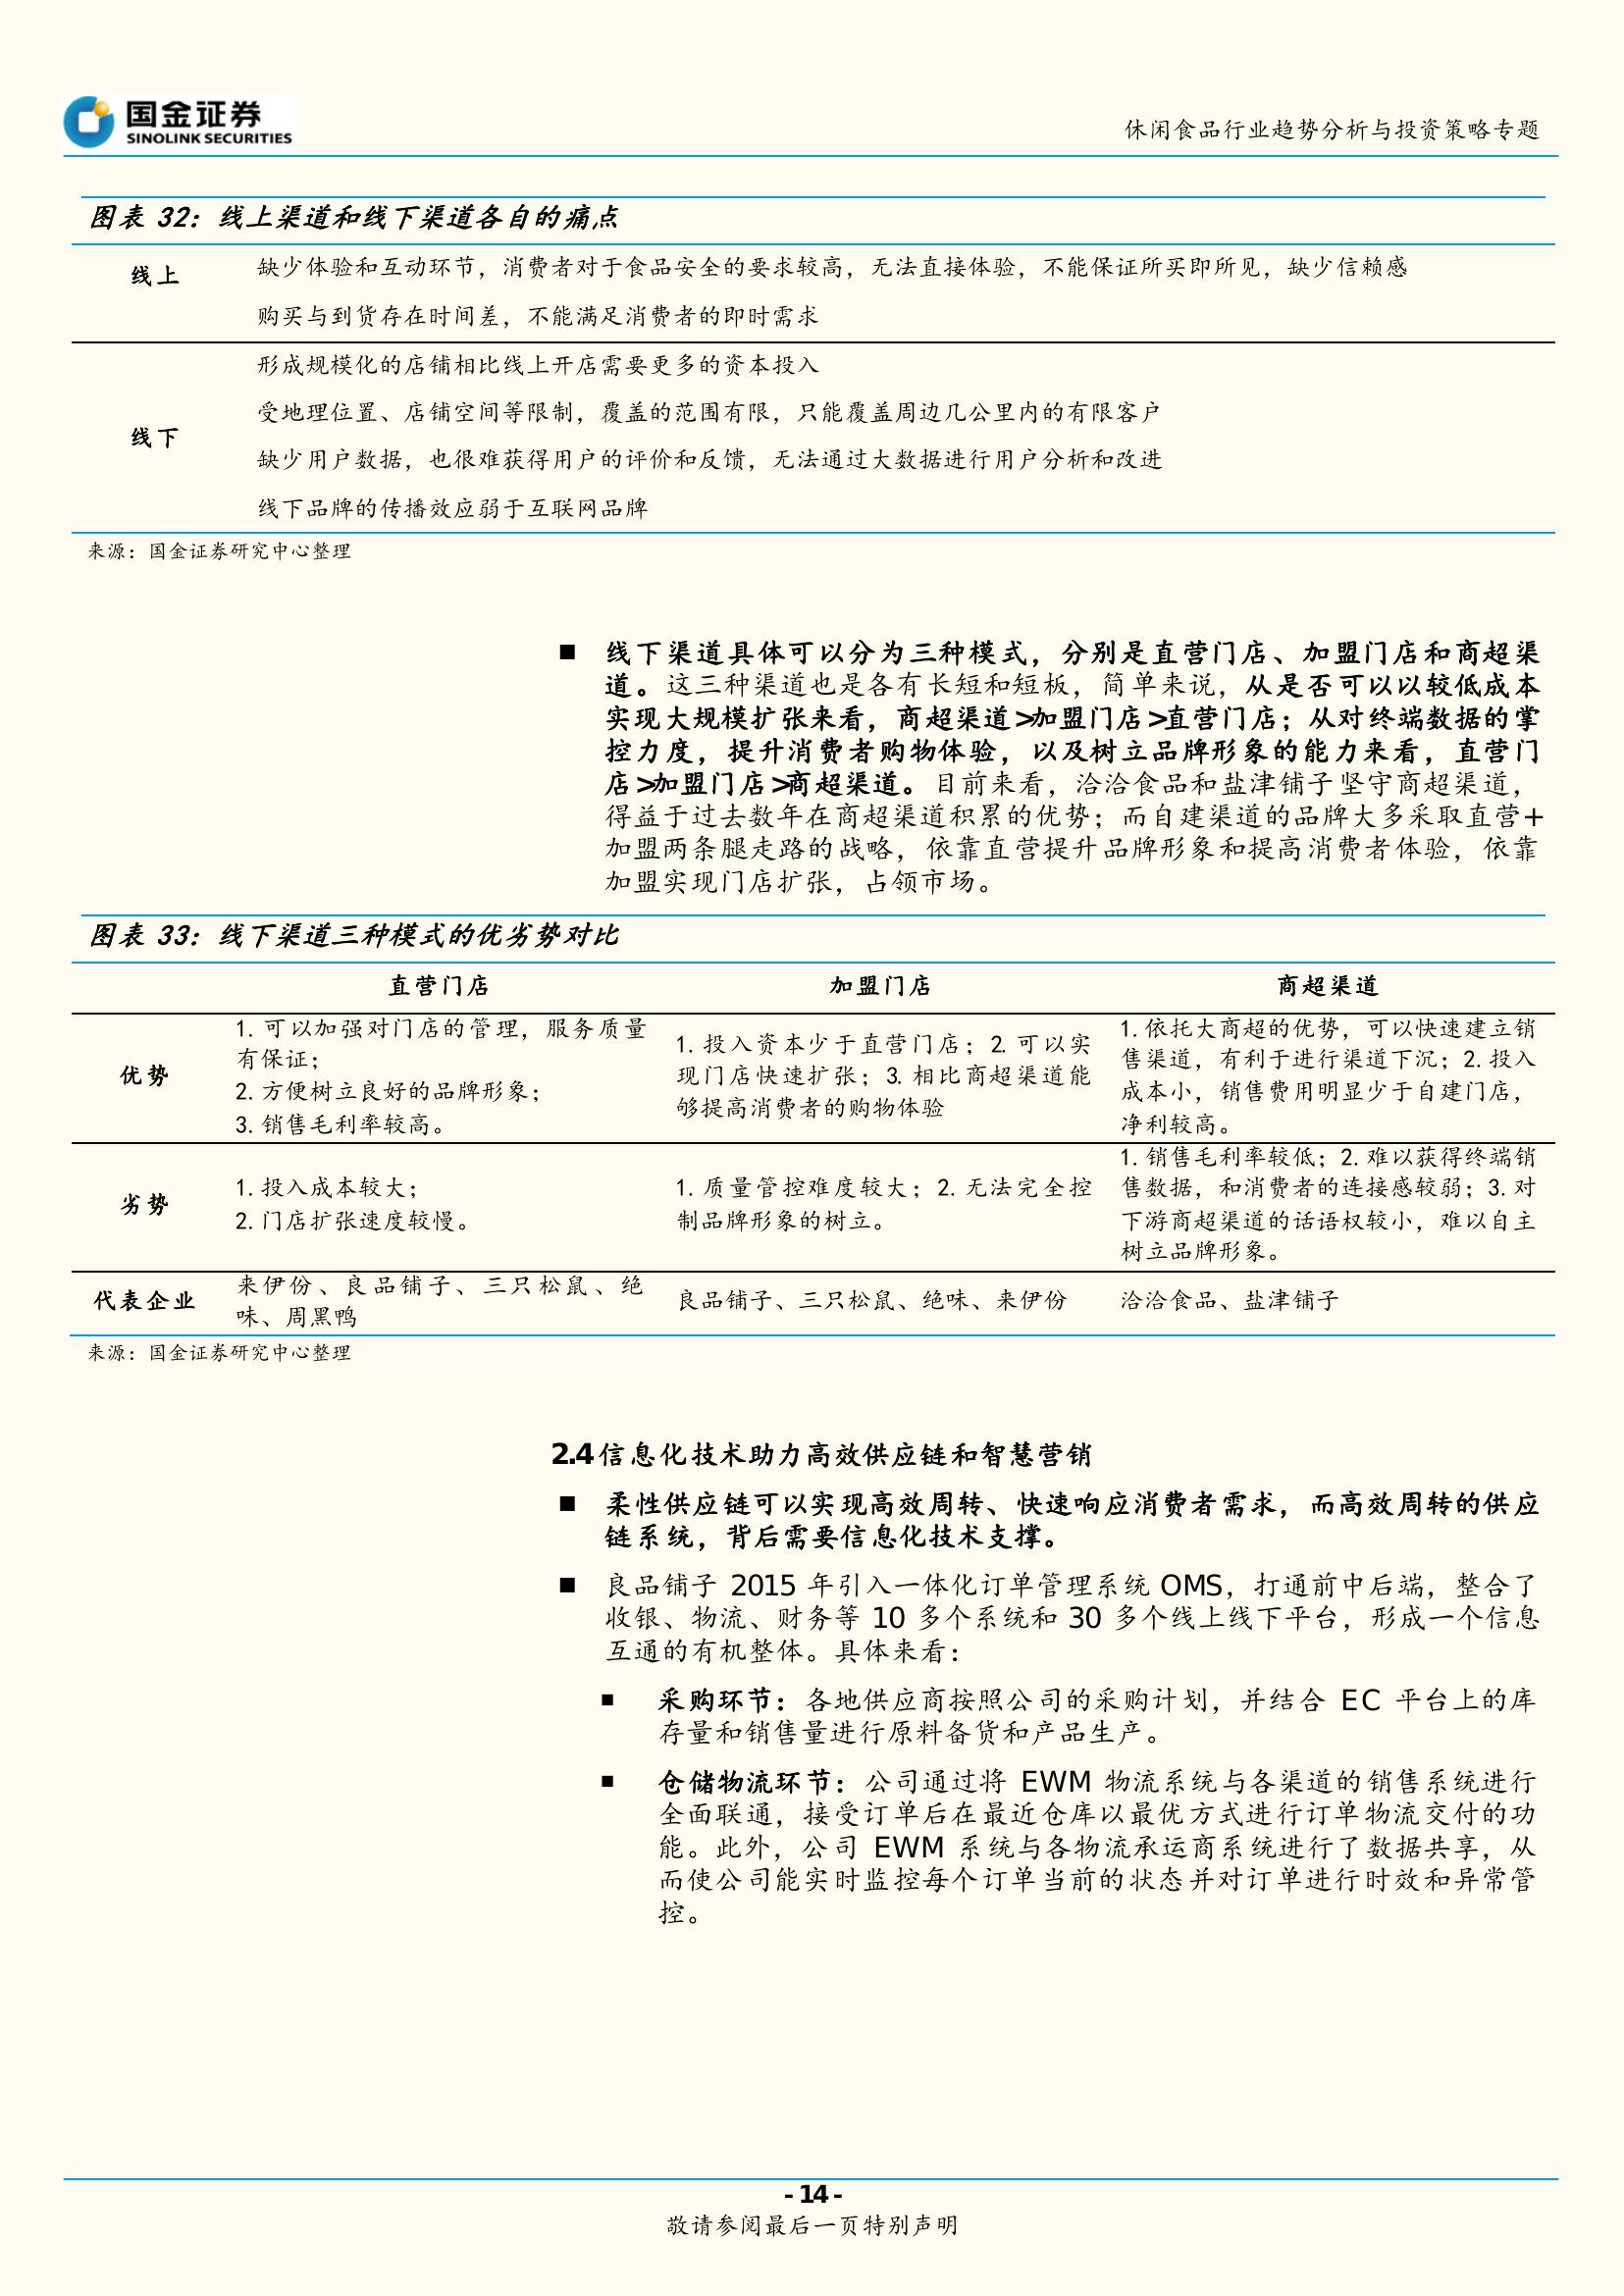 国金证券
SINOLINK SECURITIES
休闲食品行业趋势分析与投资策略专题
图表 32：线上渠道和线下渠道各自的痛点
线上
缺少体验和互动环节，消费者对于食品安全的要求较高，无法直接体验，不能保证所买即所见，缺少信赖感
购买与到货存在时间差，不能满足消费者的即时需求
线下
形成规模化的店铺相比线上开店需要更多的资本投入
受地理位置、店铺空间等限制，覆盖的范围有限，只能覆盖周边几公里内的有限客户
缺少用户数据，也很难获得用户的评价和反馈，无法通过大数据进行用户分析和改进
线下品牌的传播效应弱于互联网品牌
来源：国金证券研究中心整理
■ 线下渠道具体可以分为三种模式，分别是直营门店、加盟门店和商超渠
道。这三种渠道也是各有长短和短板，简单来说，从是否可以以较低成本
实现大规模扩张来看，商超渠道>加盟门店>直营门店；从对终端数据的掌
控力度，提升消费者购物体验，以及树立品牌形象的能力来看，直营门
店>加盟门店>商超渠道。目前来看，洽洽食品和盐津铺子坚守商超渠道，
得益于过去数年在商超渠道积累的优势；而自建渠道的品牌大多采取直营+
加盟两条腿走路的战略，依靠直营提升品牌形象和提高消费者体验，依靠
加盟实现门店扩张，占领市场。
图表 33：线下渠道三种模式的优劣势对比
直营门店 加盟门店 商超渠道
优势
1. 可以加强对门店的管理，服务质量
有保证；
2. 方便树立良好的品牌形象；
3. 销售毛利率较高。
1. 投入资本少于直营门店；2. 可以实
现门店快速扩张；3. 相比商超渠道能
够提高消费者的购物体验
1. 依托大商超的优势，可以快速建立销
售渠道，有利于进行渠道下沉；2. 投入
成本小，销售费用明显少于自建门店，
净利较高。
劣势
1. 投入成本较大；
2. 门店扩张速度较慢。
1. 质量管控难度较大；2. 无法完全控
制品牌形象的树立。
1. 销售毛利率较低；2. 难以获得终端销
售数据，和消费者的连接感较弱；3. 对
下游商超渠道的话语权较小，难以自主
树立品牌形象。
代表企业
来伊份、良品铺子、三只松鼠、绝
味、周黑鸭
良品铺子、三只松鼠、绝味、来伊份
洽洽食品、盐津铺子
来源：国金证券研究中心整理
2.4 信息化技术助力高效供应链和智慧营销
■ 柔性供应链可以实现高效周转、快速响应消费者需求，而高效周转的供应
链系统，背后需要信息化技术支撑。
■ 良品铺子 2015 年引入一体化订单管理系统 OMS，打通前中后端，整合了
收银、物流、财务等 10 多个系统和 30 多个线上线下平台，形成一个信息
互通的有机整体。具体来看：
■ 采购环节：各地供应商按照公司的采购计划，并结合 EC 平台上的库
存量和销售量进行原料备货和产品生产。
■ 仓储物流环节：公司通过将 EWM 物流系统与各渠道的销售系统进行
全面联通，接受订单后在最近仓库以最优方式进行订单物流交付的功
能。此外，公司 EWM 系统与各物流承运商系统进行了数据共享，从
而使公司能实时监控每个订单当前的状态并对订单进行时效和异常管
控。
- 14 -
敬请参阅最后一页特别声明